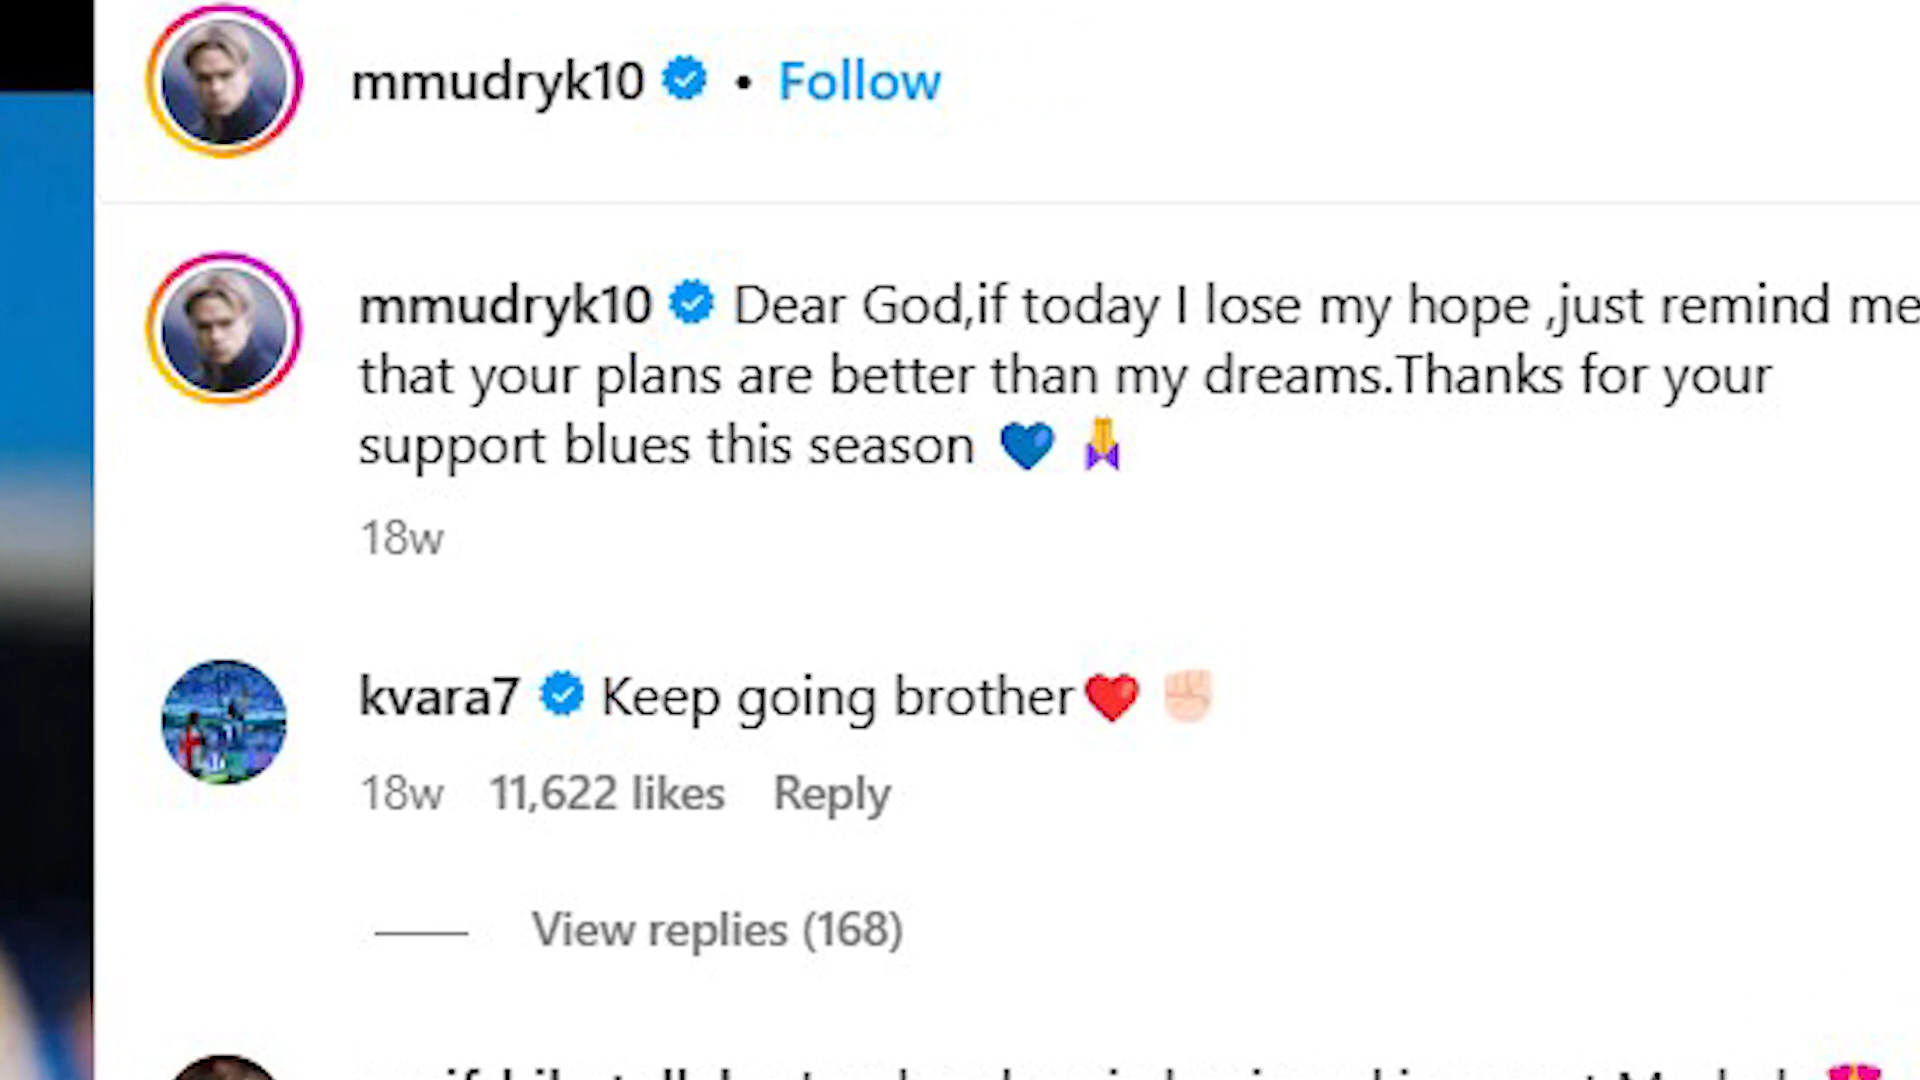 mmudryk10 • Follow
mmudryk10 Dear God,if today I lose my hope ,just remind me
that your plans are better than my dreams.Thanks for your
support blues this season 💙 🙏
18w
kvara7 Keep going brother❤️ ✊🏻
18w 11,622 likes Reply
View replies (168)